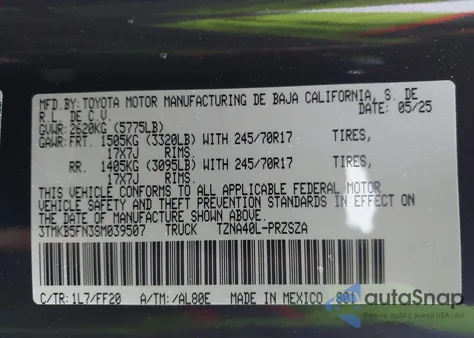 MFD.BY:TOYOTA MOTOR MANUFACTURING DE BAJA CALIFORNIA, S. DE
R.L. DE C.V. DATE: 05/25
GVWR:2620KG (5775LB)
GAWR:FRT. 1505KG (3320LB) WITH 245/70R17 TIRES,
17X7J RIMS.
RR. 1405KG (3095LB) WITH 245/70R17 TIRES,
17X7J RIMS.
THIS VEHICLE CONFORMS TO ALL APPLICABLE FEDERAL MOTOR
VEHICLE SAFETY AND THEFT PREVENTION STANDARDS IN EFFECT ON
THE DATE OF MANUFACTURE SHOWN ABOVE.
3TMKB5FN3SM039507 TRUCK TZNA40L-PRZSZA
C/TR:1L7/FF20 A/TM:/AL80E MADE IN MEXICO 801
autoSnap